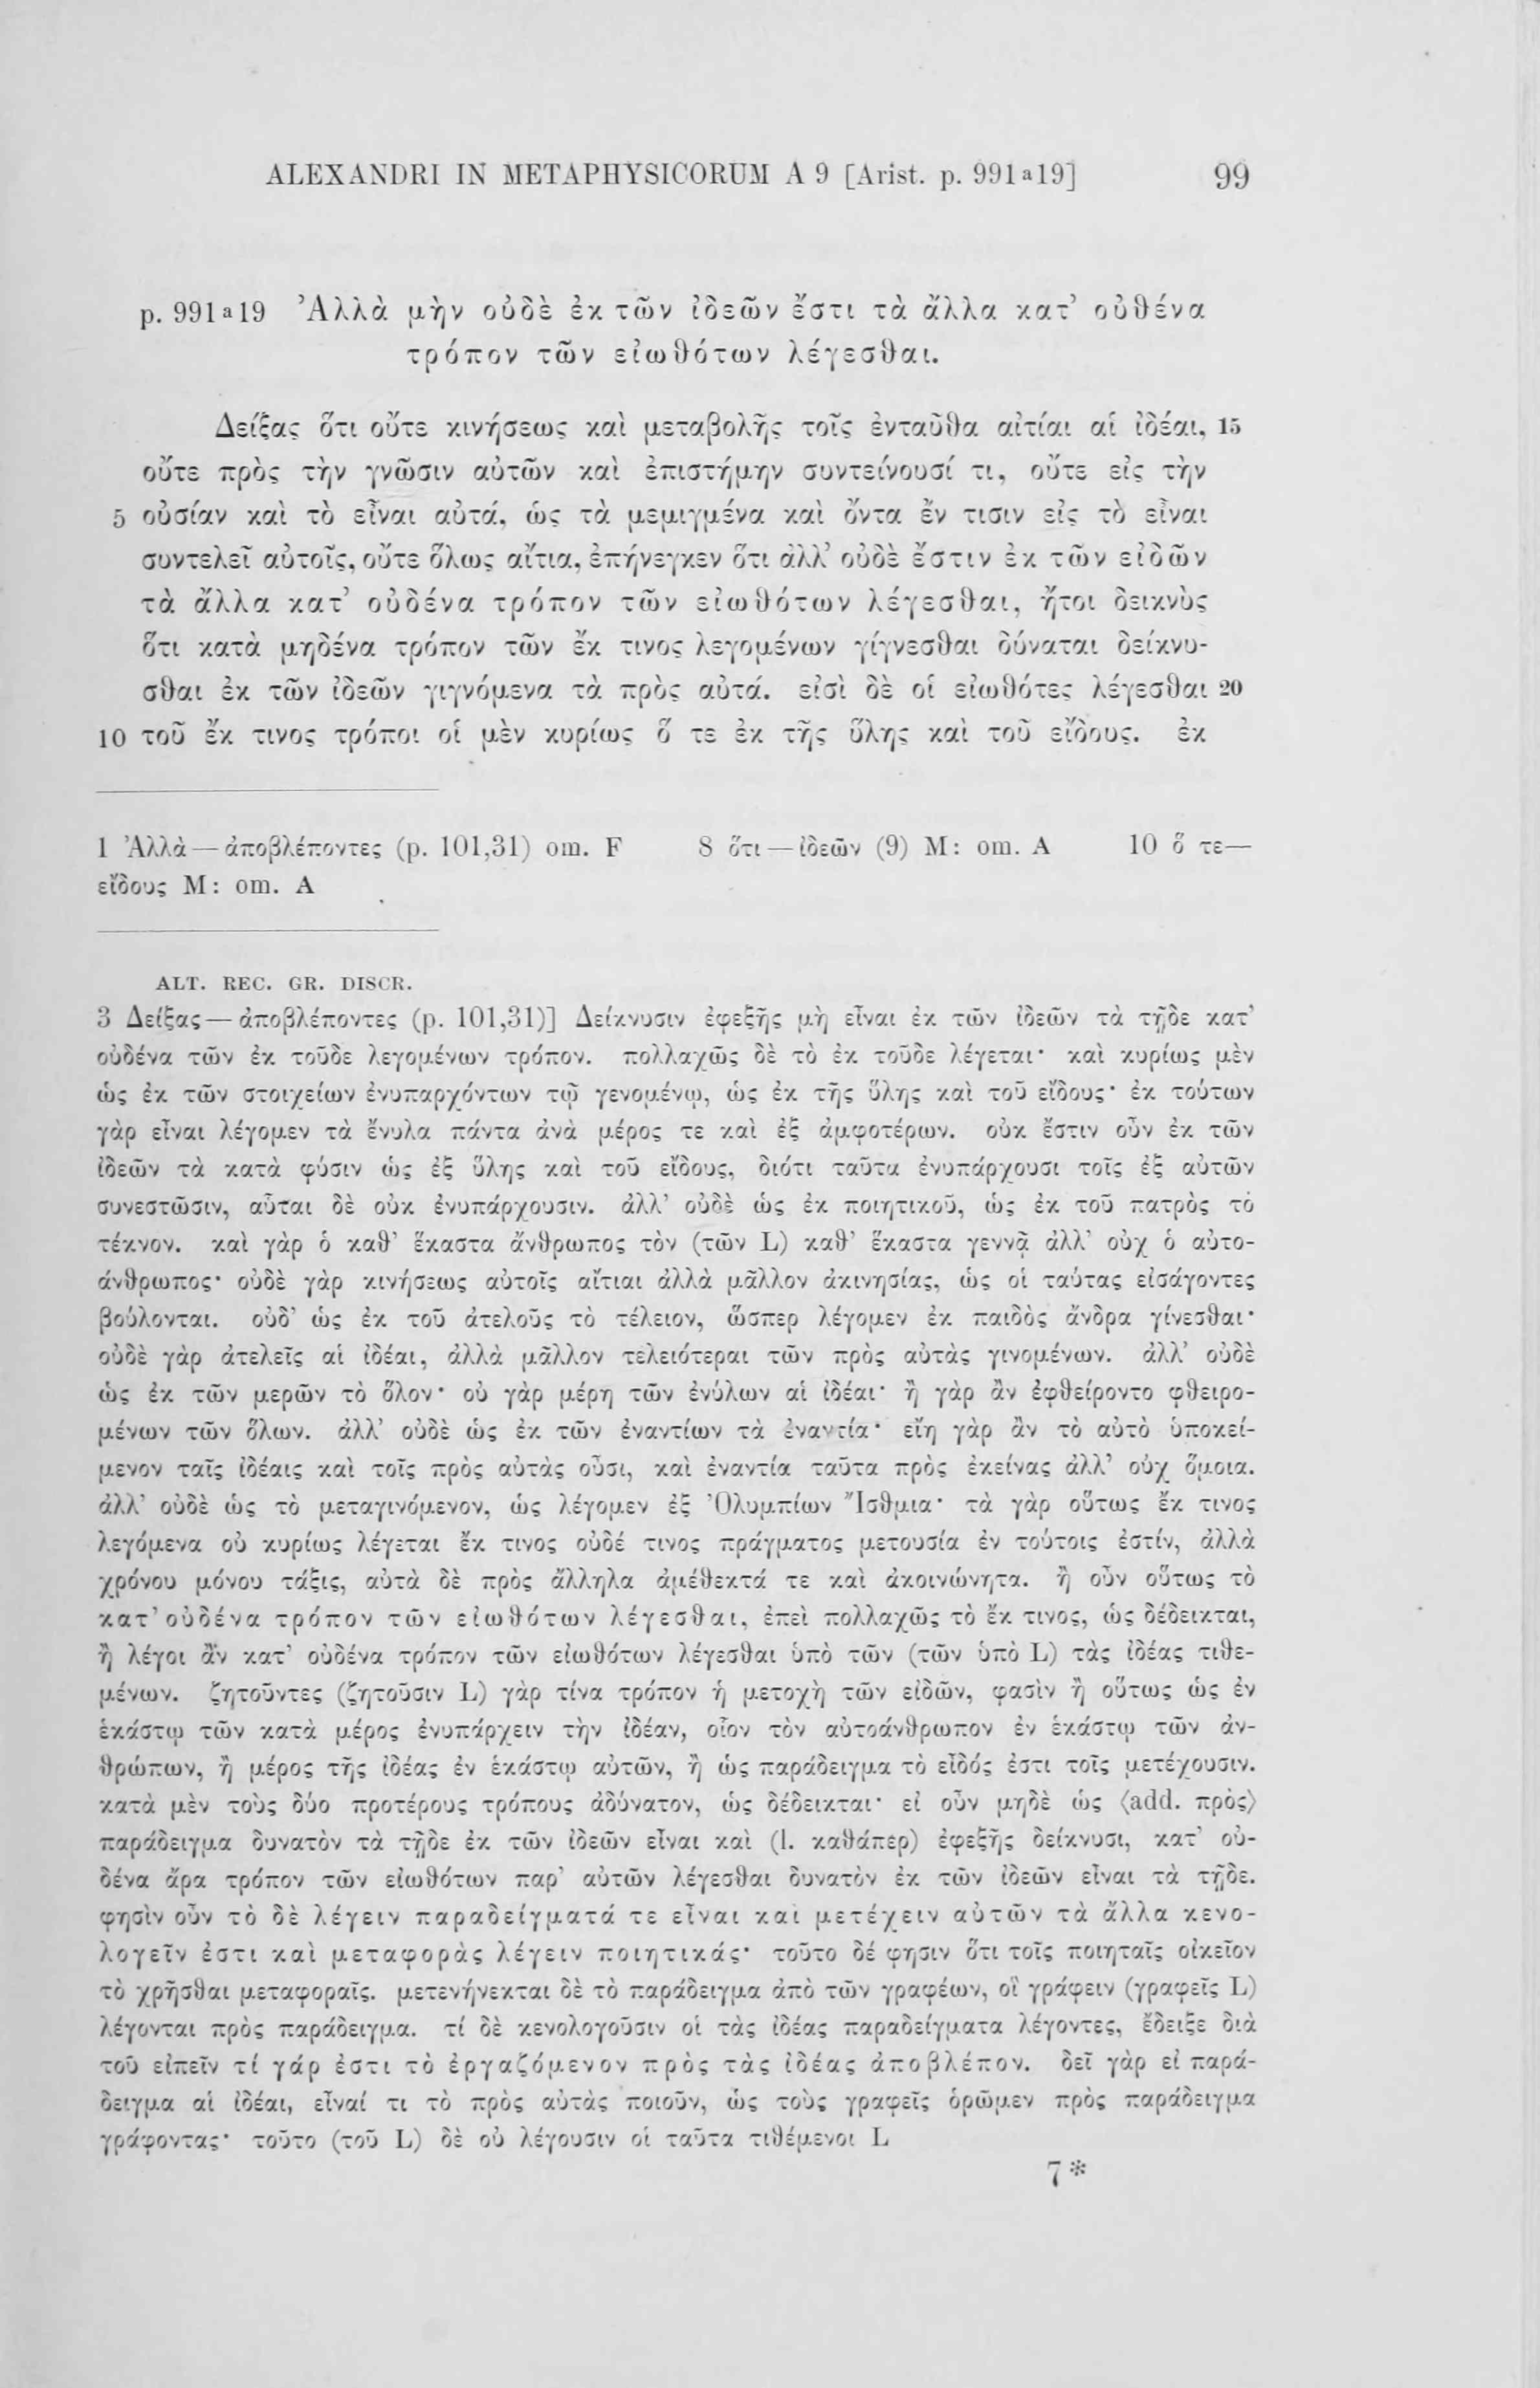 ALEXANDRI IN METAPHYSICORUM A 9 [Arist. p. 991a19] 99
p. 991a19 Ἀλλὰ μὴν οὐδὲ ἐκ τῶν ἰδεῶν ἔστι τὰ ἄλλα κατ’ οὐθένα
τρόπον τῶν εἰωθότων λέγεσθαι.
Δείξας ὅτι οὔτε κινήσεως καὶ μεταβολῆς τοῖς ἐνταῦθα αἰτίαι αἱ ἰδέαι, 15
οὔτε πρὸς τὴν γνῶσιν αὐτῶν καὶ ἐπιστήμην συντείνουσί τι, οὔτε εἰς τὴν
5 οὐσίαν καὶ τὸ εἶναι αὐτά, ὡς τὰ μεμιγμένα καὶ ὄντα ἔν τισιν εἰς τὸ εἶναι
συντελεῖ αὐτοῖς, οὔτε ὅλως αἴτια, ἐπήνεγκεν ὅτι ἀλλ’ οὐδὲ ἔστιν ἐκ τῶν εἰδῶν
τὰ ἄλλα κατ’ οὐδένα τρόπον τῶν εἰωθότων λέγεσθαι, ἤτοι δεικνὺς
ὅτι κατὰ μηδένα τρόπον τῶν ἔκ τινος λεγομένων γίγνεσθαι δύναται δείκνυ-
σθαι ἐκ τῶν ἰδεῶν γιγνόμενα τὰ πρὸς αὐτά. εἰσὶ δὲ οἱ εἰωθότες λέγεσθαι 20
10 τοῦ ἔκ τινος τρόποι οἱ μὲν κυρίως ὅ τε ἐκ τῆς ὕλης καὶ τοῦ εἴδους. ἐκ
1 Ἀλλὰ — ἀποβλέποντες (p. 101,31) om. F 8 ὅτι — ἰδεῶν (9) M: om. A 10 ὅ τε—
εἴδους M: om. A
ALT. REC. GR. DISCR.
3 Δείξας — ἀποβλέποντες (p. 101,31)] Δείκνυσιν ἐφεξῆς μὴ εἶναι ἐκ τῶν ἰδεῶν τὰ τῇδε κατ’
οὐδένα τῶν ἐκ τοῦδε λεγομένων τρόπον. πολλαχῶς δὲ τὸ ἐκ τοῦδε λέγεται· καὶ κυρίως μὲν
ὡς ἐκ τῶν στοιχείων ἐνυπαρχόντων τῷ γενομένῳ, ὡς ἐκ τῆς ὕλης καὶ τοῦ εἴδους· ἐκ τούτων
γὰρ εἶναι λέγομεν τὰ ἔνυλα πάντα ἀνὰ μέρος τε καὶ ἐξ ἀμφοτέρων. οὐκ ἔστιν οὖν ἐκ τῶν
ἰδεῶν τὰ κατὰ φύσιν ὡς ἐξ ὕλης καὶ τοῦ εἴδους, διότι ταῦτα ἐνυπάρχουσι τοῖς ἐξ αὐτῶν
συνεστῶσιν, αὗται δὲ οὐκ ἐνυπάρχουσιν. ἀλλ’ οὐδὲ ὡς ἐκ ποιητικοῦ, ὡς ἐκ τοῦ πατρὸς τὸ
τέκνον. καὶ γὰρ ὁ καθ’ ἕκαστα ἄνθρωπος τὸν (τῶν L) καθ’ ἕκαστα γεννᾷ ἀλλ’ οὐχ ὁ αὐτο-
άνθρωπος· οὐδὲ γὰρ κινήσεως αὐτοῖς αἴτιαι ἀλλὰ μᾶλλον ἀκινησίας, ὡς οἱ ταύτας εἰσάγοντες
βούλονται. οὐδ’ ὡς ἐκ τοῦ ἀτελοῦς τὸ τέλειον, ὥσπερ λέγομεν ἐκ παιδὸς ἄνδρα γίνεσθαι·
οὐδὲ γὰρ ἀτελεῖς αἱ ἰδέαι, ἀλλὰ μᾶλλον τελειότεραι τῶν πρὸς αὐτὰς γινομένων. ἀλλ’ οὐδὲ
ὡς ἐκ τῶν μερῶν τὸ ὅλον· οὐ γὰρ μέρη τῶν ἐνύλων αἱ ἰδέαι· ἢ γὰρ ἂν ἐφθείροντο φθειρο-
μένων τῶν ὅλων. ἀλλ’ οὐδὲ ὡς ἐκ τῶν ἐναντίων τὰ ἐναντία· εἴη γὰρ ἂν τὸ αὐτὸ ὑποκεί-
μενον ταῖς ἰδέαις καὶ τοῖς πρὸς αὐτὰς οὖσι, καὶ ἐναντία ταῦτα πρὸς ἐκείνας ἀλλ’ οὐχ ὅμοια.
ἀλλ’ οὐδὲ ὡς τὸ μεταγινόμενον, ὡς λέγομεν ἐξ Ὀλυμπίων Ἴσθμια· τὰ γὰρ οὕτως ἔκ τινος
λεγόμενα οὐ κυρίως λέγεται ἔκ τινος οὐδέ τινος πράγματος μετουσία ἐν τούτοις ἐστίν, ἀλλὰ
χρόνου μόνου τάξις, αὐτὰ δὲ πρὸς ἄλληλα ἀμέθεκτά τε καὶ ἀκοινώνητα. ἢ οὖν οὕτως τὸ
κατ’ οὐδένα τρόπον τῶν εἰωθότων λέγεσθαι, ἐπεὶ πολλαχῶς τὸ ἔκ τινος, ὡς δέδεικται,
ἢ λέγοι ἂν κατ’ οὐδένα τρόπον τῶν εἰωθότων λέγεσθαι ὑπὸ τῶν (τῶν ὑπὸ L) τὰς ἰδέας τιθε-
μένων. ζητοῦντες (ζητοῦσιν L) γὰρ τίνα τρόπον ἡ μετοχὴ τῶν εἰδῶν, φασὶν ἢ οὕτως ὡς ἐν
ἑκάστῳ τῶν κατὰ μέρος ἐνυπάρχειν τὴν ἰδέαν, οἷον τὸν αὐτοάνθρωπον ἐν ἑκάστῳ τῶν ἀν-
θρώπων, ἢ μέρος τῆς ἰδέας ἐν ἑκάστῳ αὐτῶν, ἢ ὡς παράδειγμα τὸ εἶδός ἐστι τοῖς μετέχουσιν.
κατὰ μὲν τοὺς δύο προτέρους τρόπους ἀδύνατον, ὡς δέδεικται· εἰ οὖν μηδὲ ὡς ⟨add. πρὸς⟩
παράδειγμα δυνατὸν τὰ τῇδε ἐκ τῶν ἰδεῶν εἶναι καὶ (l. καθάπερ) ἐφεξῆς δείκνυσι, κατ’ οὐ-
δένα ἄρα τρόπον τῶν εἰωθότων παρ’ αὐτῶν λέγεσθαι δυνατὸν ἐκ τῶν ἰδεῶν εἶναι τὰ τῇδε.
φησὶν οὖν τὸ δὲ λέγειν παραδείγματά τε εἶναι καὶ μετέχειν αὐτῶν τὰ ἄλλα κενο-
λογεῖν ἐστι καὶ μεταφορὰς λέγειν ποιητικάς· τοῦτο δέ φησιν ὅτι τοῖς ποιηταῖς οἰκεῖον
τὸ χρῆσθαι μεταφοραῖς. μετενήνεκται δὲ τὸ παράδειγμα ἀπὸ τῶν γραφέων, οἳ γράφειν (γραφεῖς L)
λέγονται πρὸς παράδειγμα. τί δὲ κενολογοῦσιν οἱ τὰς ἰδέας παραδείγματα λέγοντες, ἔδειξε διὰ
τοῦ εἰπεῖν τί γάρ ἐστι τὸ ἐργαζόμενον πρὸς τὰς ἰδέας ἀποβλέπον. δεῖ γὰρ εἰ παρά-
δειγμα αἱ ἰδέαι, εἶναί τι τὸ πρὸς αὐτὰς ποιοῦν, ὡς τοὺς γραφεῖς ὁρῶμεν πρὸς παράδειγμα
γράφοντας· τοῦτο (τοῦ L) δὲ οὐ λέγουσιν οἱ ταῦτα τιθέμενοι L
7*